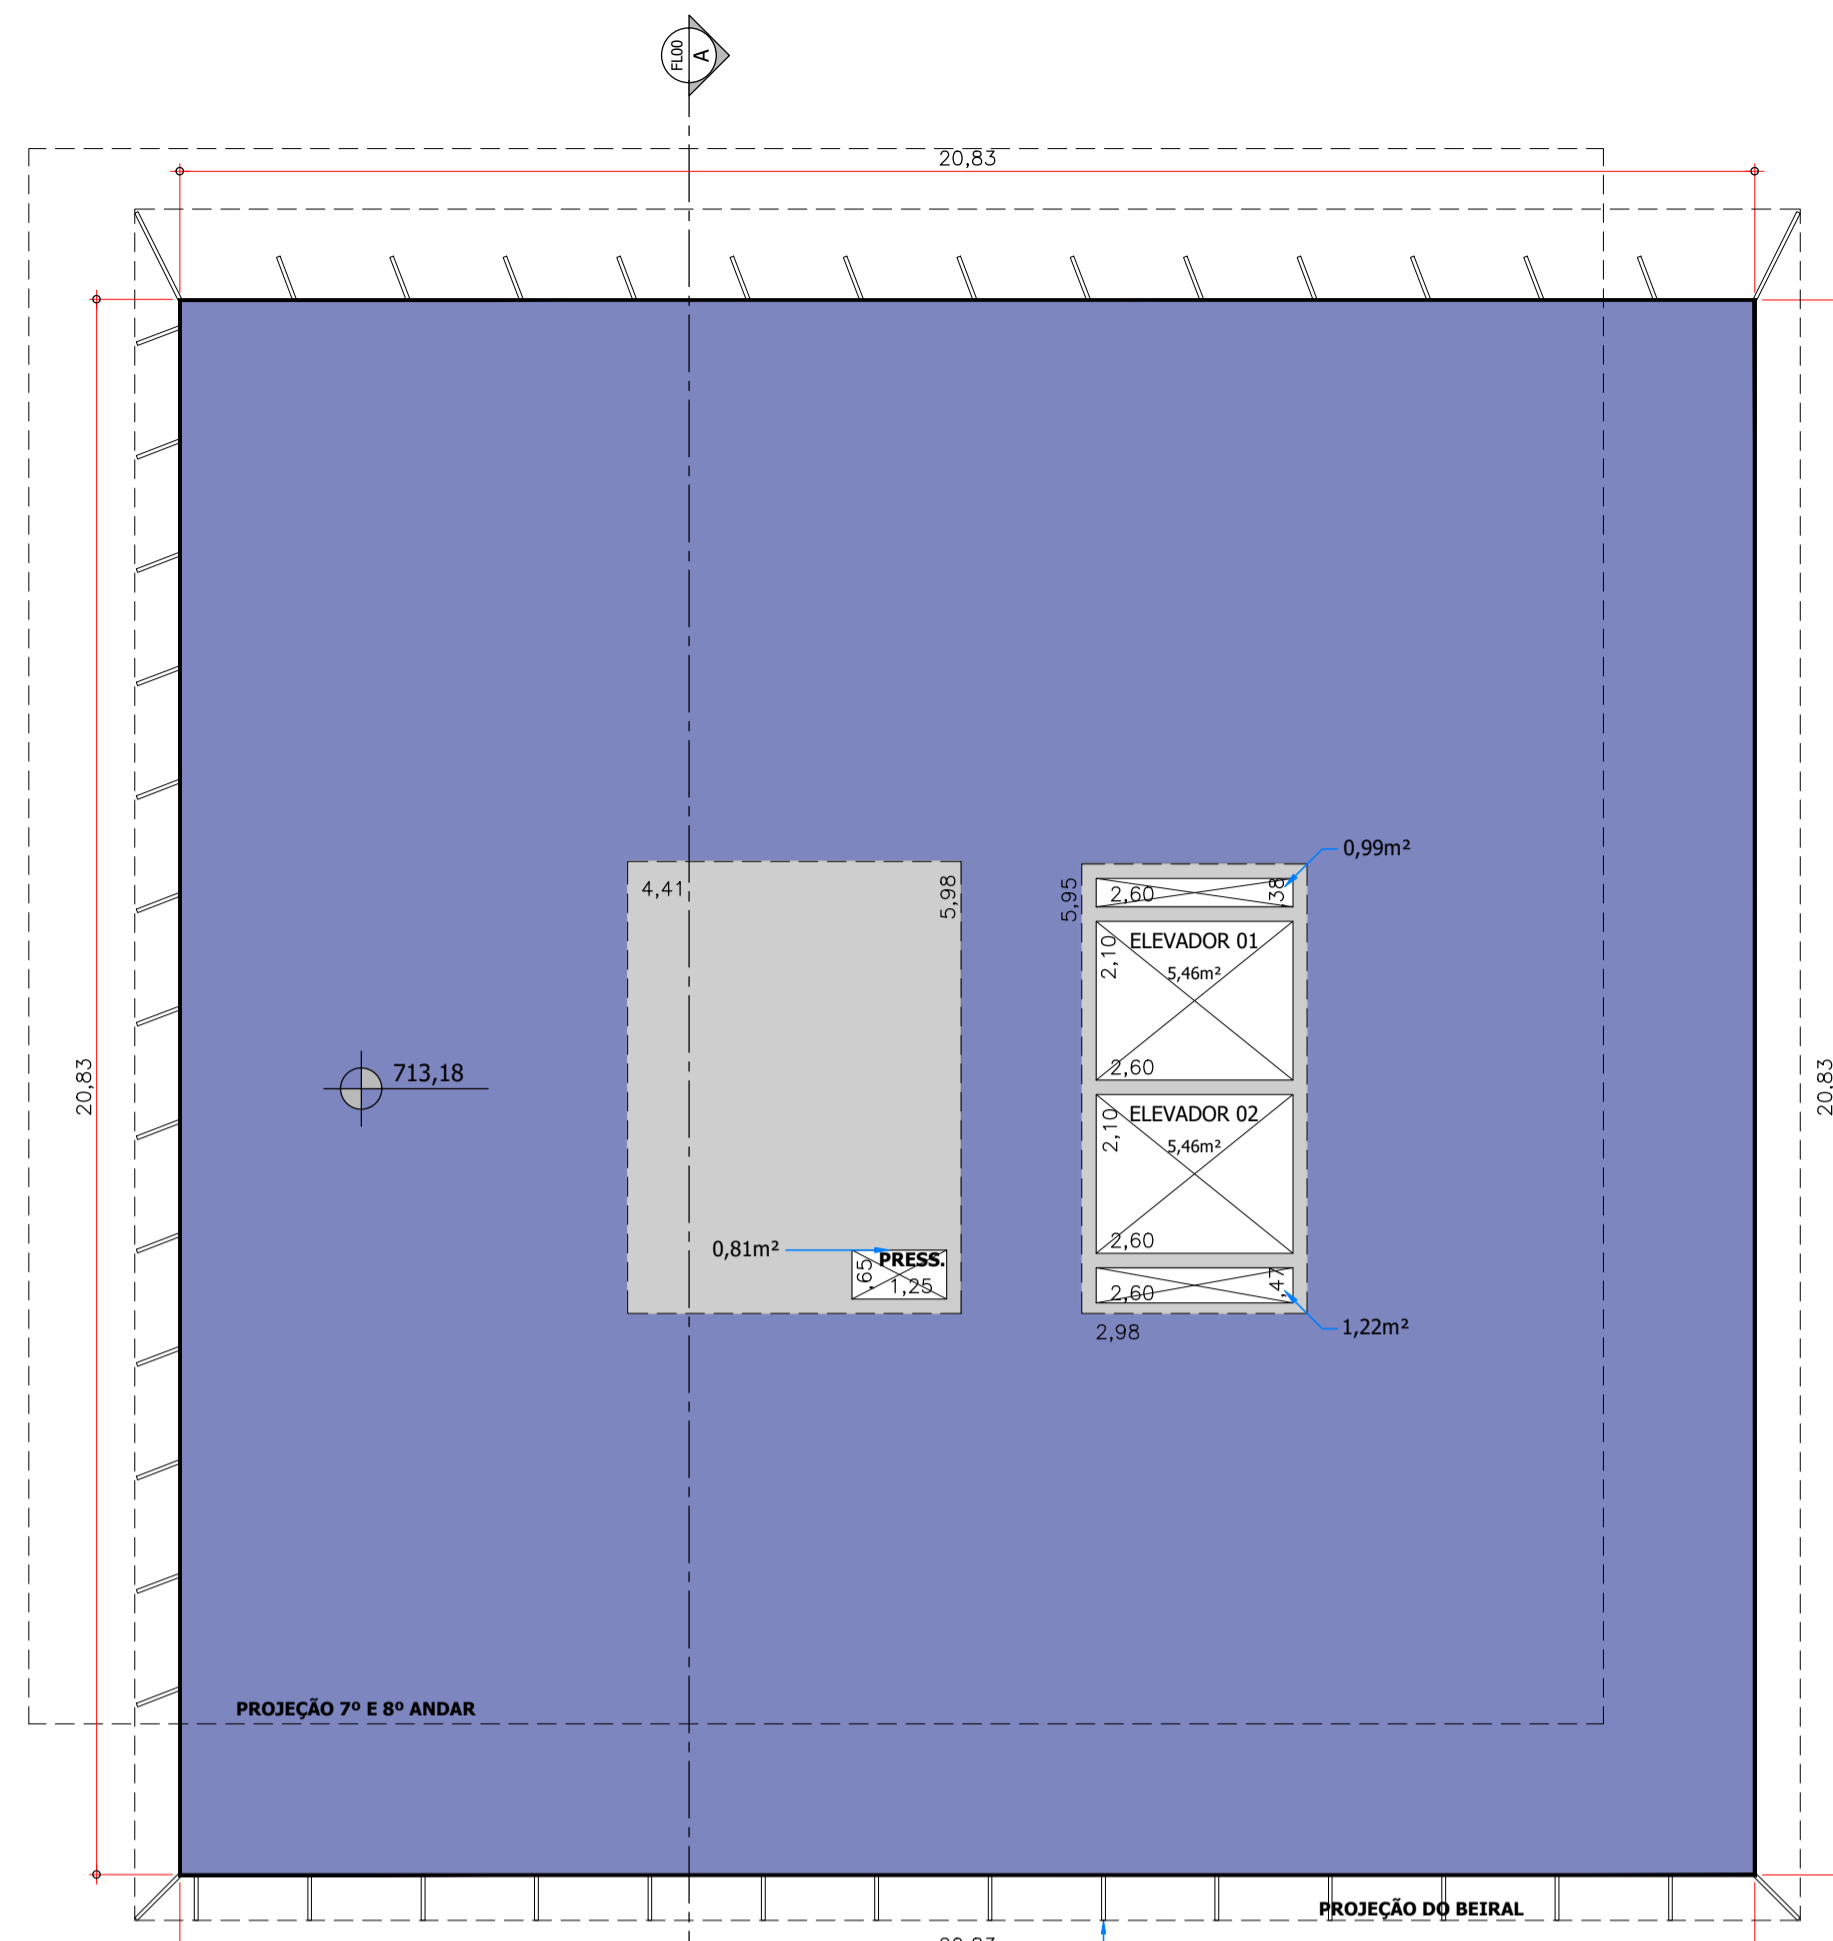 FL00
A
20,83
4,41
5,98
5,95
0,99m²
2,60
,38
ELEVADOR 01
5,46m²
2,10
2,60
20,83
713,18
20,83
ELEVADOR 02
5,46m²
2,10
2,60
0,81m²
PRESS.
,65
1,25
2,60
,47
1,22m²
2,98
PROJEÇÃO 7º E 8º ANDAR
PROJEÇÃO DO BEIRAL